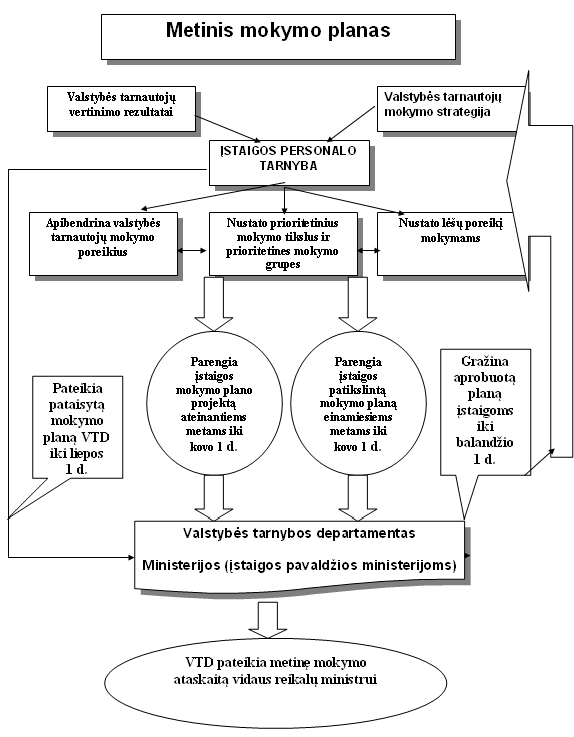 Metinis mokymo planas
Valstybės tarnautojų
vertinimo rezultatai
Valstybės tarnautojų
mokymo strategija
ĮSTAIGOS PERSONALO
TARNYBA
Apibendrina valstybės
tarnautojų mokymo
poreikius
Nustato prioritetinius
mokymo tikslus ir
prioritetines mokymo
grupes
Nustato lėšų poreikį
mokymams
Parengia
įstaigos
mokymo plano
projektą
ateinantiems
metams iki
kovo 1 d.
Parengia
įstaigos
patikslintą
mokymo planą
einamiesiems
metams iki
kovo 1 d.
Gražina
aprobuotą
planą
įstaigoms
iki
balandžio
1 d.
Pateikia
pataisytą
mokymo
planą VTD
iki liepos
1 d.
Valstybės tarnybos departamentas
Ministerijos (įstaigos pavaldžios ministerijoms)
VTD pateikia metinę mokymo
ataskaitą vidaus reikalų ministrui